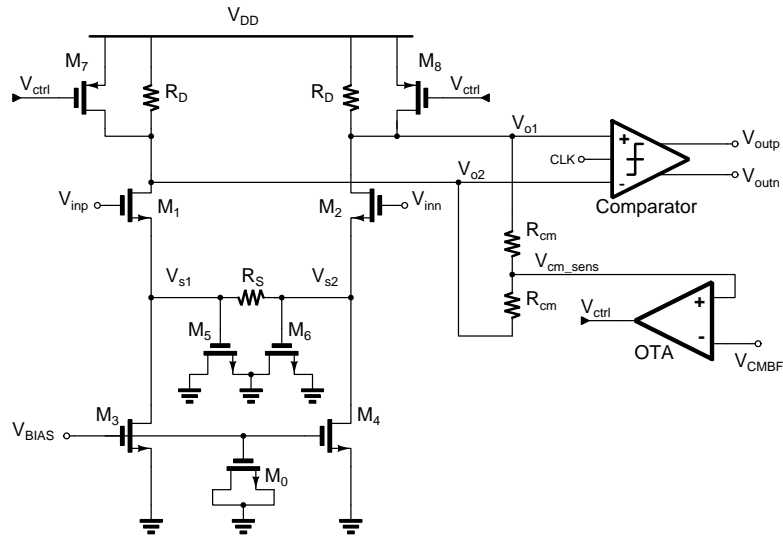 V_DD
M_7
M_8
V_ctrl
R_D
R_D
V_ctrl
V_o1
V_outp
CLK
V_o2
V_outn
Comparator
V_inp
M_1
M_2
V_inn
R_cm
V_cm_sens
V_s1
R_S
V_s2
R_cm
V_ctrl
OTA
V_CMBF
M_5
M_6
M_3
M_4
V_BIAS
M_0